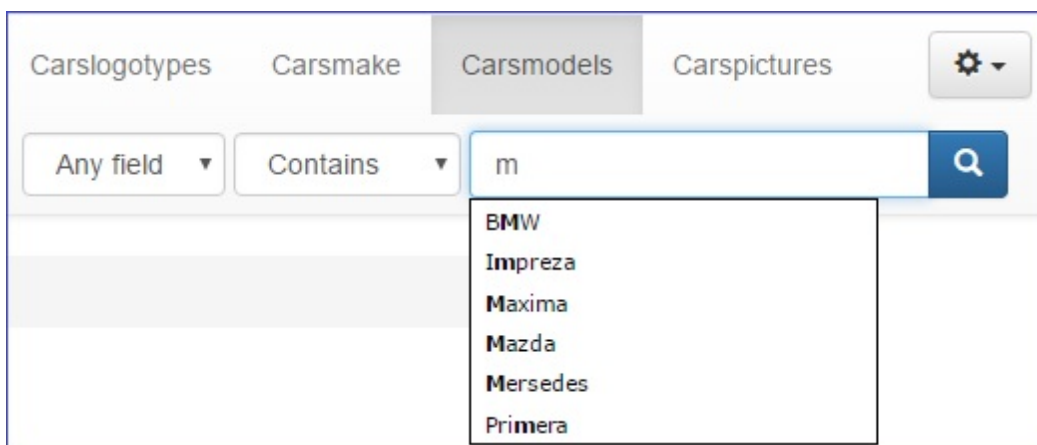 Carslogotypes Carsmake Carsmodels Carspictures
Any field Contains m
BMW
Impreza
Maxima
Mazda
Mersedes
Primera